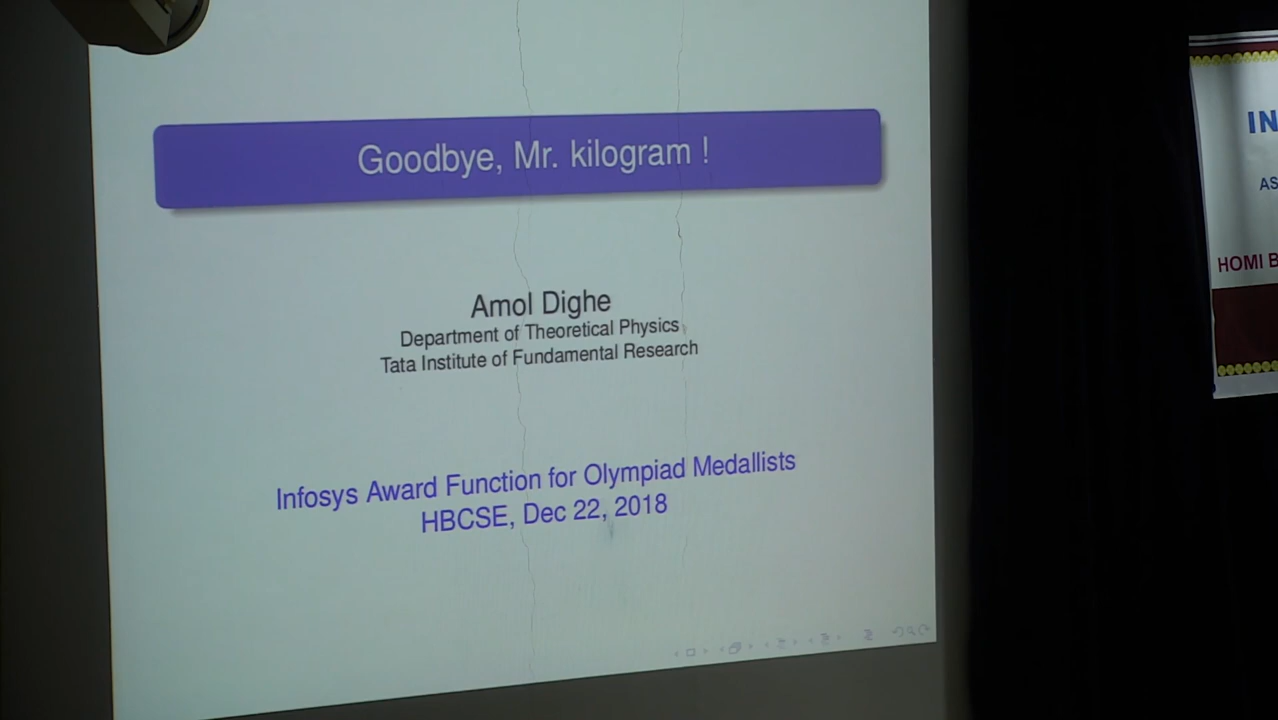 Goodbye, Mr. kilogram !
Amol Dighe
Department of Theoretical Physics
Tata Institute of Fundamental Research
Infosys Award Function for Olympiad Medallists
HBCSE, Dec 22, 2018
IN
AS
HOMI B